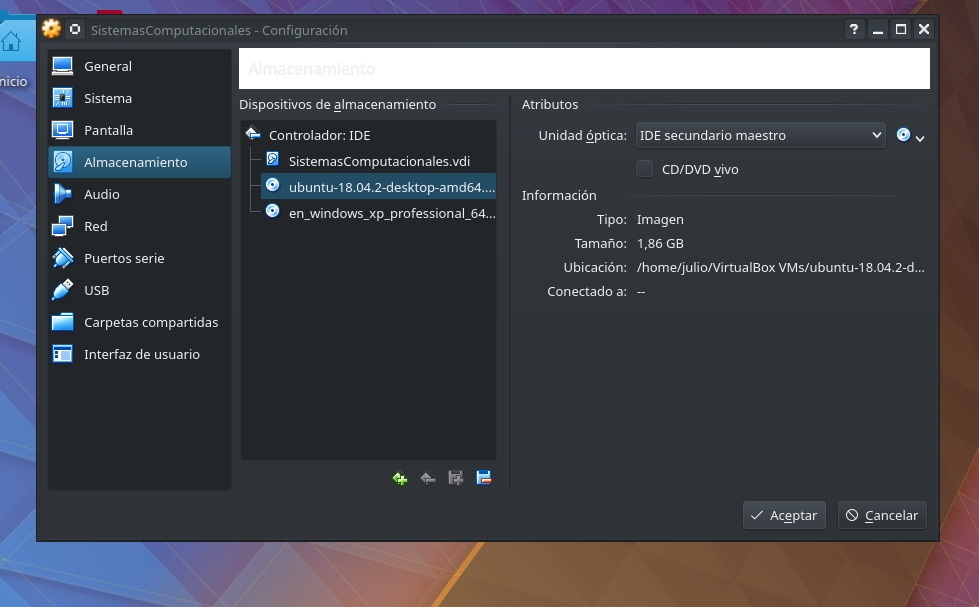 SistemasComputacionales - Configuración
?
nicio
General
Sistema
Pantalla
Almacenamiento
Audio
Red
Puertos serie
USB
Carpetas compartidas
Interfaz de usuario
Almacenamiento
Dispositivos de almacenamiento
Controlador: IDE
SistemasComputacionales.vdi
ubuntu-18.04.2-desktop-amd64....
en_windows_xp_professional_64...
Atributos
Unidad óptica: IDE secundario maestro
CD/DVD vivo
Información
Tipo: Imagen
Tamaño: 1,86 GB
Ubicación: /home/julio/VirtualBox VMs/ubuntu-18.04.2-d...
Conectado a: --
Aceptar
Cancelar